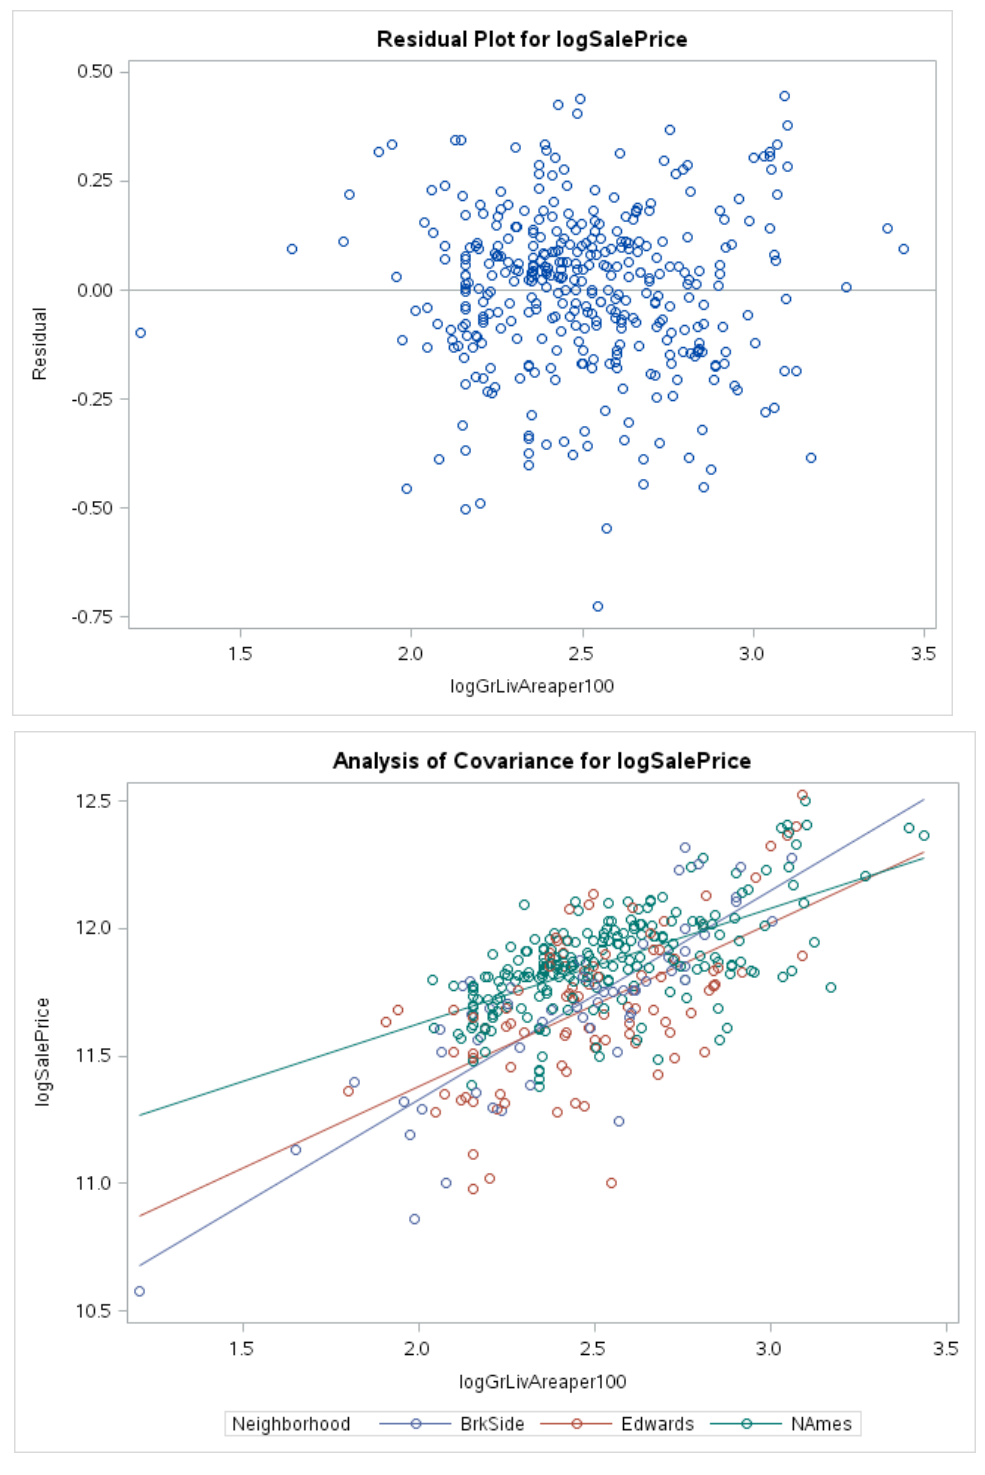 Residual Plot for logSalePrice
0.50
0.25
0.00
-0.25
-0.50
-0.75
Residual
1.5 2.0 2.5 3.0 3.5
logGrLivAreaper100
Analysis of Covariance for logSalePrice
12.5
12.0
11.5
11.0
10.5
logSalePrice
1.5 2.0 2.5 3.0 3.5
logGrLivAreaper100
Neighborhood BrkSide Edwards NAmes